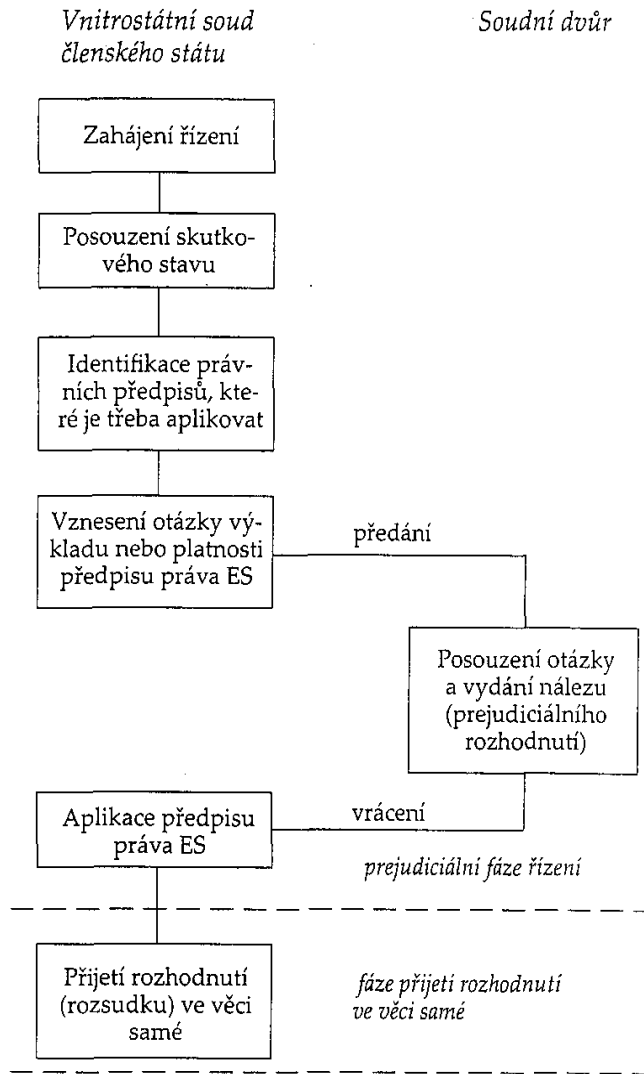 Vnitrostátní soud
členského státu
Soudní dvůr
Zahájení řízení
Posouzení skutko-
vého stavu
Identifikace práv-
ních předpisů, kte-
ré je třeba aplikovat
Vznesení otázky vý-
kladu nebo platnosti
předpisu práva ES
předání
Posouzení otázky
a vydání nálezu
(prejudiciálního
rozhodnutí)
vrácení
Aplikace předpisu
práva ES
prejudiciální fáze řízení
Přijetí rozhodnutí
(rozsudku) ve věci
samé
fáze přijetí rozhodnutí
ve věci samé